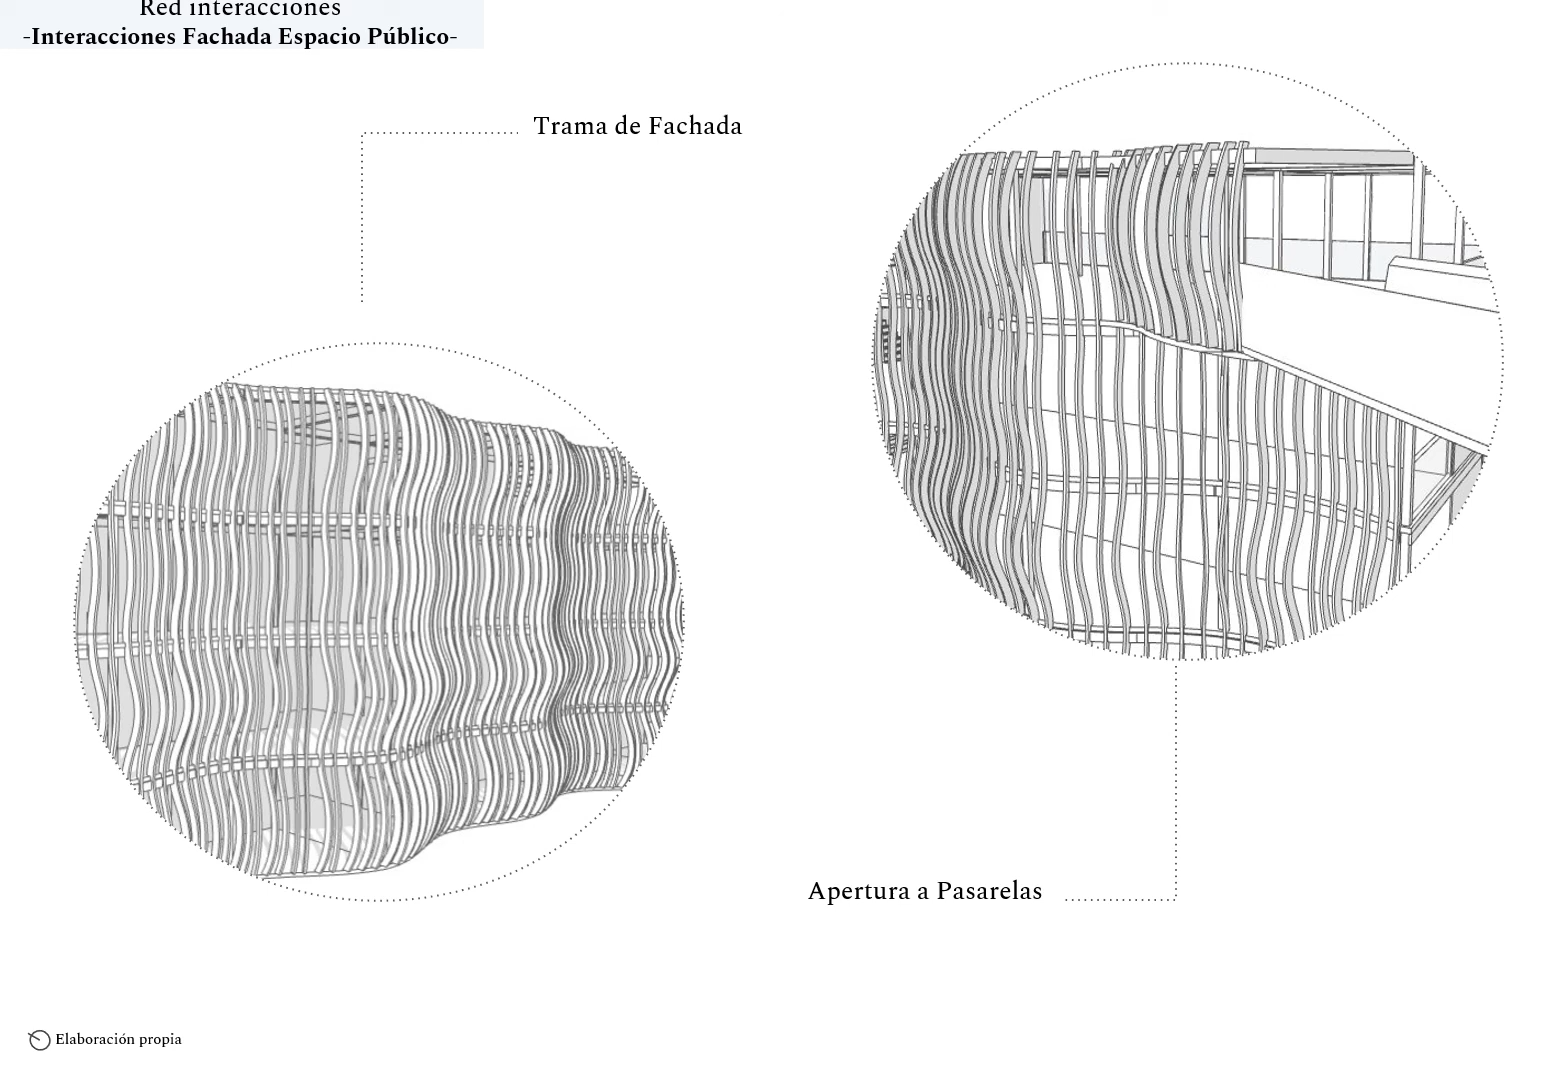 Red interacciones
-Interacciones Fachada Espacio Público-
Trama de Fachada
Apertura a Pasarelas
Elaboración propia